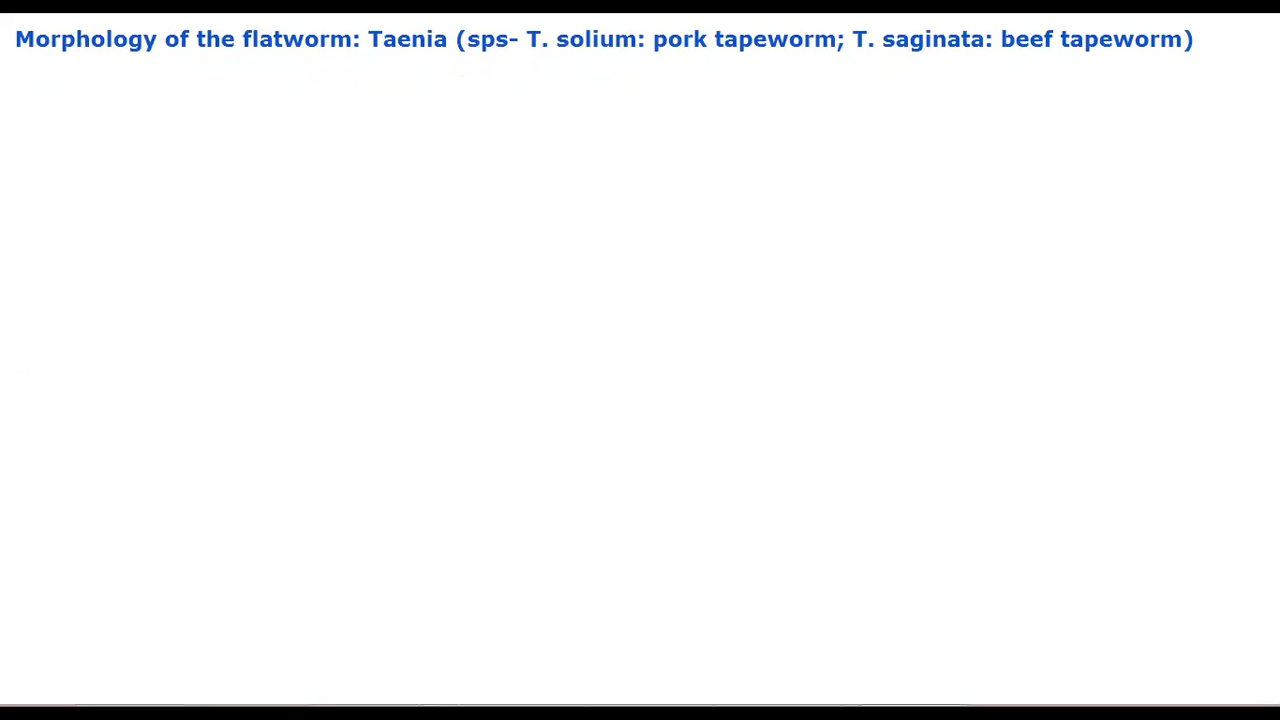 Morphology of the flatworm: Taenia (sps- T. solium: pork tapeworm; T. saginata: beef tapeworm)